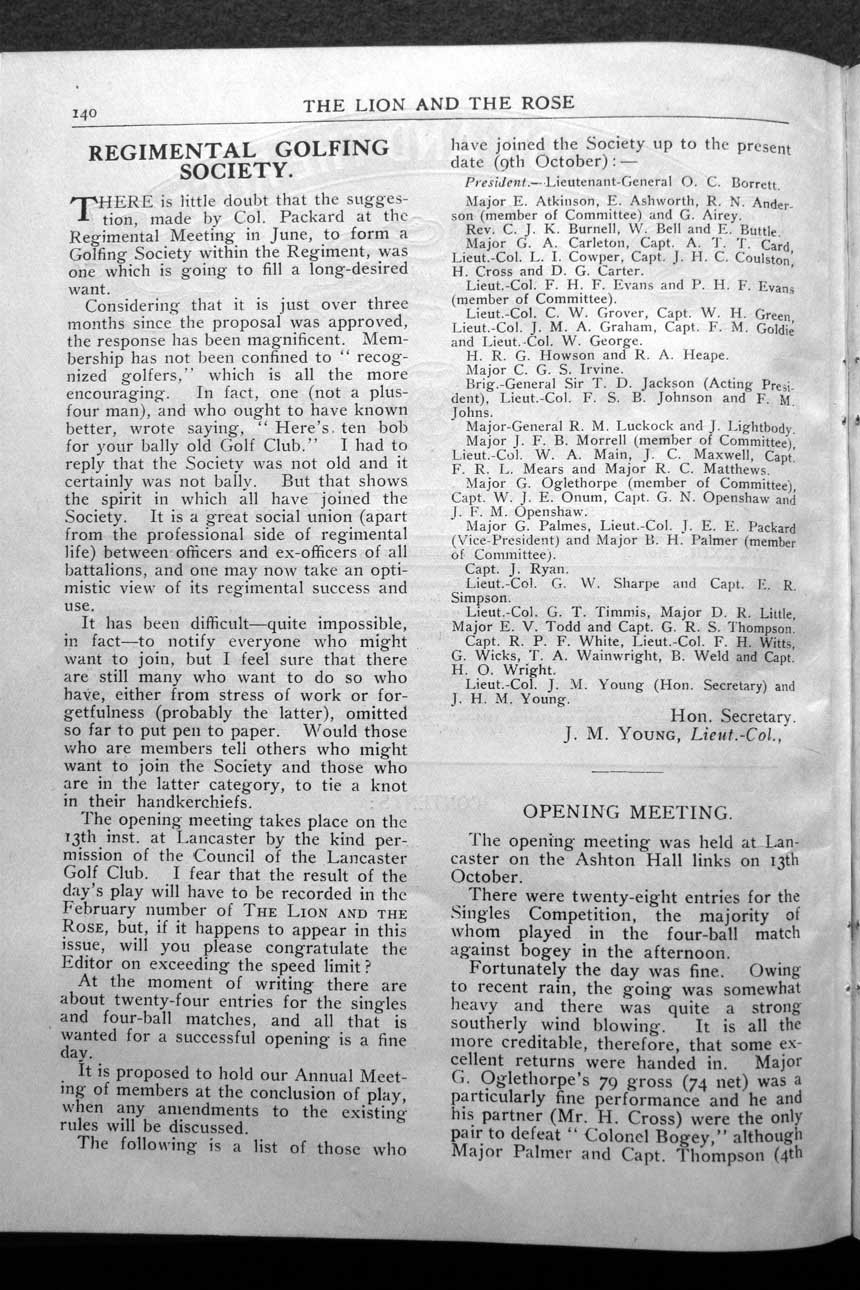 140
THE LION AND THE ROSE
REGIMENTAL GOLFING
SOCIETY.
THERE is little doubt that the sugges-
tion, made by Col. Packard at the
Regimental Meeting in June, to form a
Golfing Society within the Regiment, was
one which is going to fill a long-desired
want.
Considering that it is just over three
months since the proposal was approved,
the response has been magnificent. Mem-
bership has not been confined to " recog-
nized golfers," which is all the more
encouraging. In fact, one (not a plus-
four man), and who ought to have known
better, wrote saying, " Here's. ten bob
for your bally old Golf Club." I had to
reply that the Society was not old and it
certainly was not bally. But that shows
the spirit in which all have joined the
Society. It is a great social union (apart
from the professional side of regimental
life) between officers and ex-officers of all
battalions, and one may now take an opti-
mistic view of its regimental success and
use.
It has been difficult—quite impossible,
in fact—to notify everyone who might
want to join, but I feel sure that there
are still many who want to do so who
have, either from stress of work or for-
getfulness (probably the latter), omitted
so far to put pen to paper. Would those
who are members tell others who might
want to join the Society and those who
are in the latter category, to tie a knot
in their handkerchiefs.
The opening meeting takes place on the
13th inst. at Lancaster by the kind per-
mission of the Council of the Lancaster
Golf Club. I fear that the result of the
day's play will have to be recorded in the
February number of THE LION AND THE
ROSE, but, if it happens to appear in this
issue, will you please congratulate the
Editor on exceeding the speed limit?
At the moment of writing there are
about twenty-four entries for the singles
and four-ball matches, and all that is
wanted for a successful opening is a fine
day.
It is proposed to hold our Annual Meet-
ing of members at the conclusion of play,
when any amendments to the existing
rules will be discussed.
The following is a list of those who
have joined the Society up to the present
date (9th October) :—
President.—Lieutenant-General O. C. Borrett.
Major E. Atkinson, E. Ashworth, R. N. Ander-
son (member of Committee) and G. Airey.
Rev. C. J. K. Burnell, W. Bell and E. Buttle.
Major G. A. Carleton, Capt. A. T. T. Card,
Lieut.-Col. L. I. Cowper, Capt. J. H. C. Coulston,
H. Cross and D. G. Carter.
Lieut.-Col. F. H. F. Evans and P. H. F. Evans
(member of Committee).
Lieut.-Col. C. W. Grover, Capt. W. H. Green,
Lieut.-Col. J. M. A. Graham, Capt. F. M. Goldie
and Lieut.-Col. W. George.
H. R. G. Howson and R. A. Heape.
Major C. G. S. Irvine.
Brig.-General Sir T. D. Jackson (Acting Presi-
dent), Lieut.-Col. F. S. B. Johnson and F. M.
Johns.
Major-General R. M. Luckock and J. Lightbody.
Major J. F. B. Morrell (member of Committee),
Lieut.-Col. W. A. Main, J. C. Maxwell, Capt.
F. R. L. Mears and Major R. C. Matthews.
Major G. Oglethorpe (member of Committee),
Capt. W. J. E. Onum, Capt. G. N. Openshaw and
J. F. M. Openshaw.
Major G. Palmes, Lieut.-Col. J. E. E. Packard
(Vice-President) and Major B. H. Palmer (member
of Committee).
Capt. J. Ryan.
Lieut.-Col. G. W. Sharpe and Capt. E. R.
Simpson.
Lieut.-Col. G. T. Timmis, Major D. R. Little,
Major E. V. Todd and Capt. G. R. S. Thompson.
Capt. R. P. F. White, Lieut.-Col. F. H. Witts,
G. Wicks, T. A. Wainwright, B. Weld and Capt.
H. O. Wright.
Lieut.-Col. J. M. Young (Hon. Secretary) and
J. H. M. Young.
Hon. Secretary.
J. M. YOUNG, Lieut.-Col.,
OPENING MEETING.
The opening meeting was held at Lan-
caster on the Ashton Hall links on 13th
October.
There were twenty-eight entries for the
Singles Competition, the majority of
whom played in the four-ball match
against bogey in the afternoon.
Fortunately the day was fine. Owing
to recent rain, the going was somewhat
heavy and there was quite a strong
southerly wind blowing. It is all the
more creditable, therefore, that some ex-
cellent returns were handed in. Major
G. Oglethorpe's 79 gross (74 net) was a
particularly fine performance and he and
his partner (Mr. H. Cross) were the only
pair to defeat " Colonel Bogey," although
Major Palmer and Capt. Thompson (4th